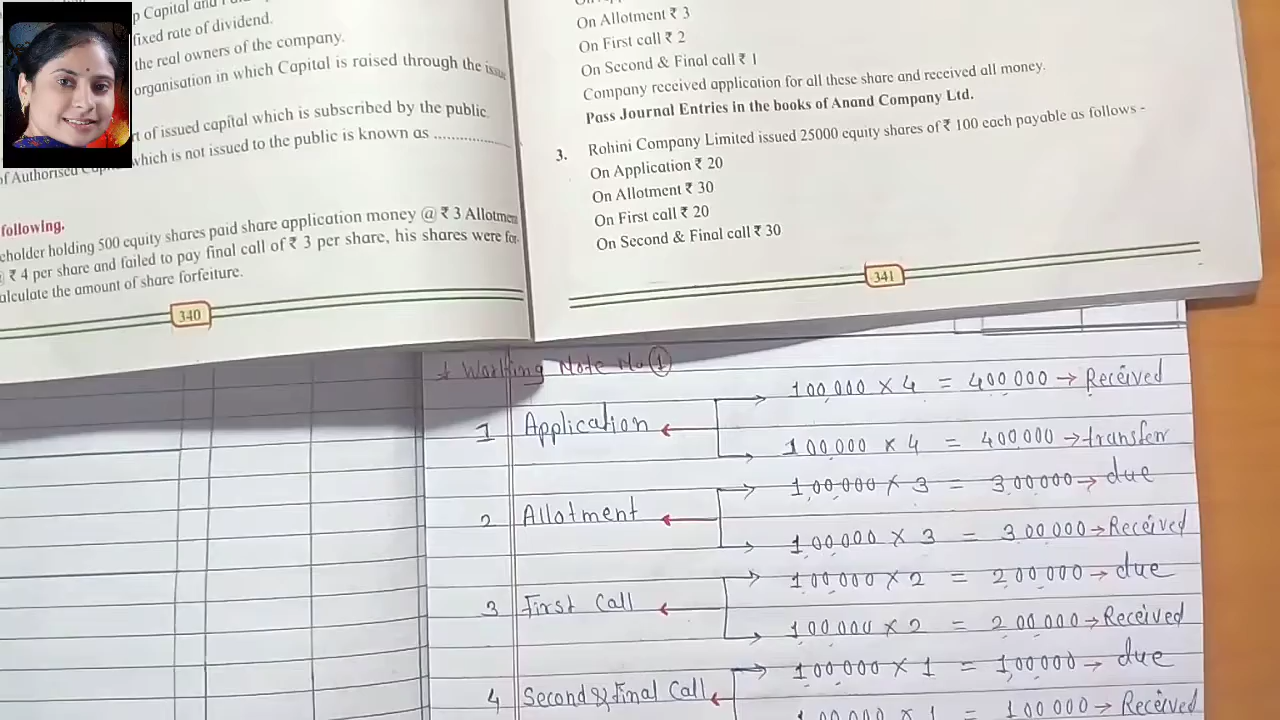 p Capital and
fixed rate of dividend.
the real owners of the company.
organisation in which Capital is raised through the issue
rt of issued capital which is subscribed by the public.
of Authorised which is not issued to the public is known as ..................
following.
eholder holding 500 equity shares paid share application money @ ₹ 3 Allotment
@ ₹ 4 per share and failed to pay final call of ₹ 3 per share, his shares were for-
alculate the amount of share forfeiture.
340
On Allotment ₹ 3
On First call ₹ 2
On Second & Final call ₹ 1
Company received application for all these share and received all money.
Pass Journal Entries in the books of Anand Company Ltd.
3. Rohini Company Limited issued 25000 equity shares of ₹ 100 each payable as follows -
On Application ₹ 20
On Allotment ₹ 30
On First call ₹ 20
On Second & Final call ₹ 30
341
* Working Note No 1
1 Application
100,000 × 4 = 400000 → Received
100,000 × 4 = 400,000 → transfer
2 Allotment
1,00,000 × 3 = 3,00,000 → due
1,00,000 × 3 = 3,00,000 → Received
3 First Call
1,00,000 × 2 = 2,00,000 → due
1,00,000 × 2 = 2,00,000 → Received
4 Second & Final Call
1,00,000 × 1 = 1,00,000 → due
1,00,000 × 1 = 1,00,000 → Received